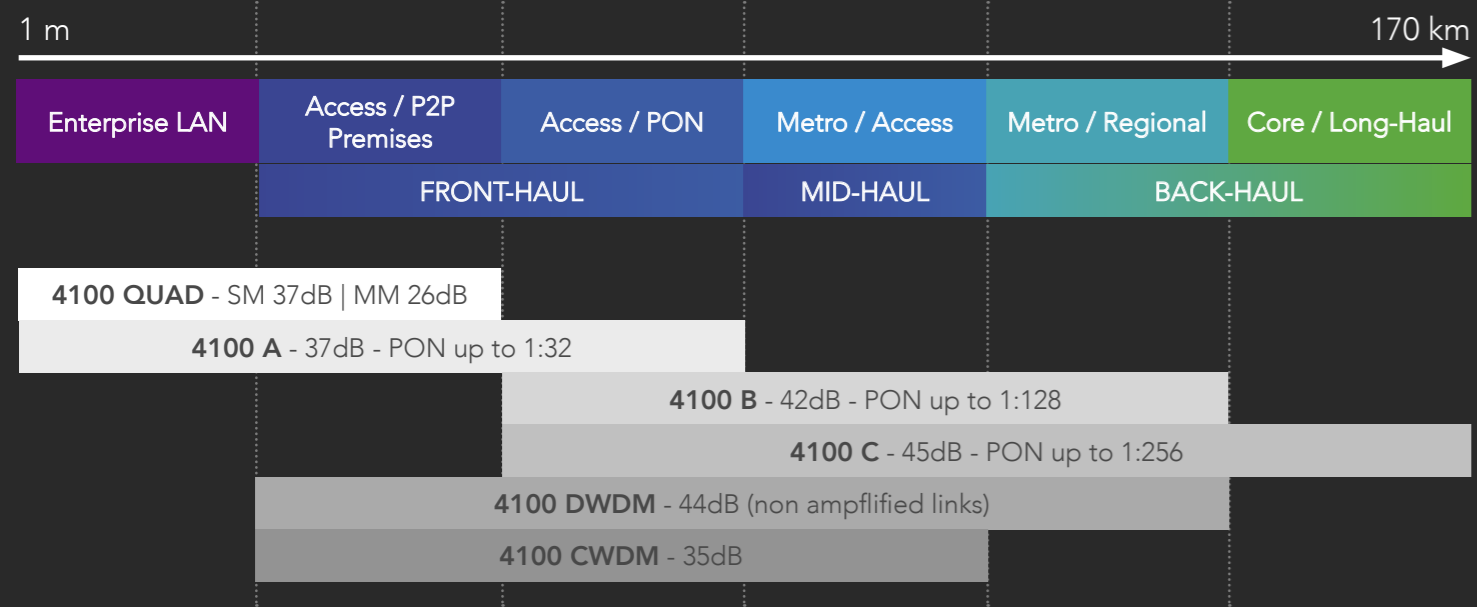 1 m
170 km
Enterprise LAN
Access / P2P
Premises
Access / PON
Metro / Access
Metro / Regional
Core / Long-Haul
FRONT-HAUL
MID-HAUL
BACK-HAUL
4100 QUAD - SM 37dB | MM 26dB
4100 A - 37dB - PON up to 1:32
4100 B - 42dB - PON up to 1:128
4100 C - 45dB - PON up to 1:256
4100 DWDM - 44dB (non ampflified links)
4100 CWDM - 35dB